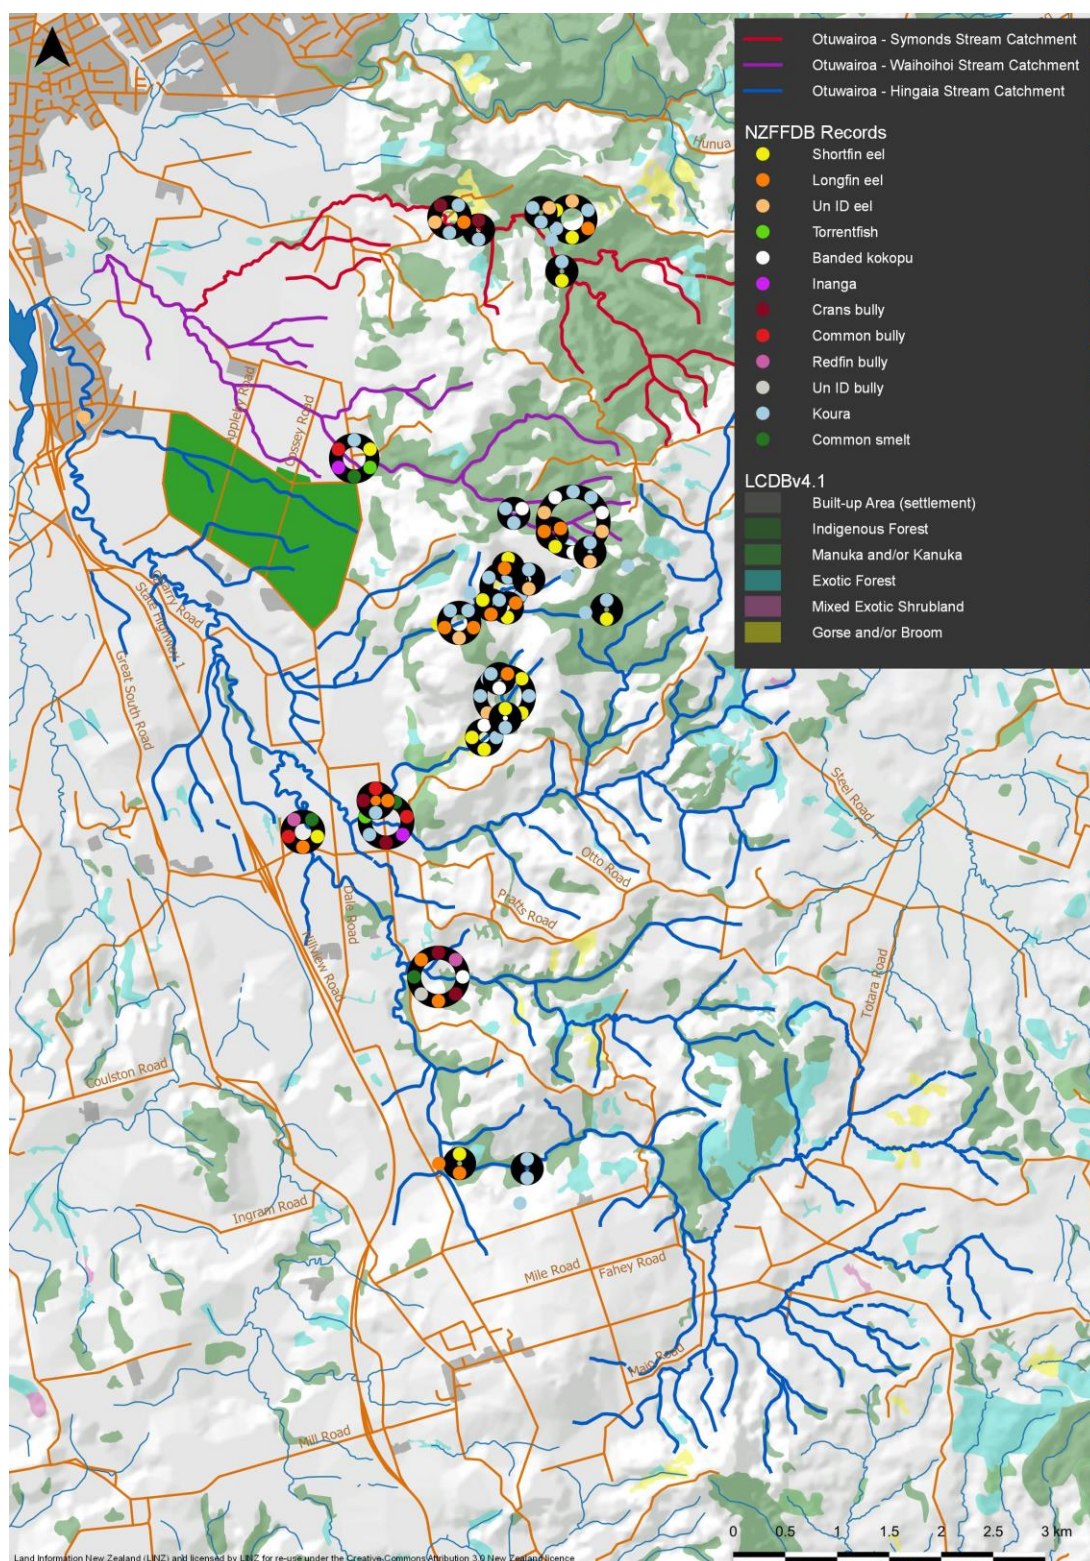 Otuwairoa - Symonds Stream Catchment
Otuwairoa - Waihoihoi Stream Catchment
Otuwairoa - Hingaia Stream Catchment
NZFFDB Records
Shortfin eel
Longfin eel
Un ID eel
Torrentfish
Banded kokopu
Inanga
Crans bully
Common bully
Redfin bully
Un ID bully
Koura
Common smelt
LCDBv4.1
Built-up Area (settlement)
Indigenous Forest
Manuka and/or Kanuka
Exotic Forest
Mixed Exotic Shrubland
Gorse and/or Broom
Hunua
Appleby Road
Cossey Road
Quarry Road
State Highway 1
Great South Road
Steel Road
Otto Road
Pratts Road
Dale Road
Hillview Road
Totara Road
Coulston Road
Ingram Road
Mile Road
Fahey Road
Main Road
Mill Road
0 0.5 1 1.5 2 2.5 3 km
Land Information New Zealand (LINZ) and licensed by LINZ for re-use under the Creative Commons Attribution 3.0 New Zealand licence